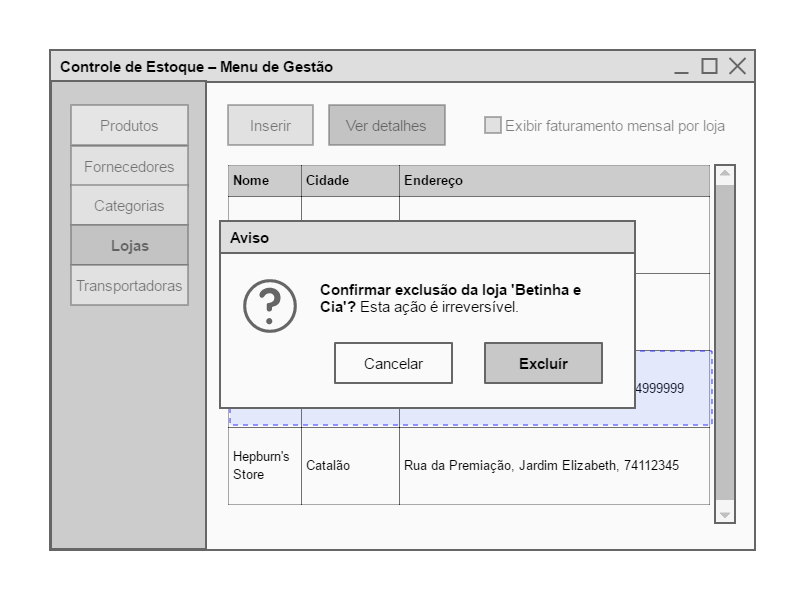 Controle de Estoque – Menu de Gestão
Produtos
Fornecedores
Categorias
Lojas
Transportadoras
Inserir
Ver detalhes
Exibir faturamento mensal por loja
Nome
Cidade
Endereço
Aviso
Confirmar exclusão da loja 'Betinha e
Cia'? Esta ação é irreversível.
Cancelar
Excluír
4999999
Hepburn's
Store
Catalão
Rua da Premiação, Jardim Elizabeth, 74112345